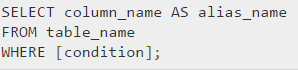 SELECT column_name AS alias_name
FROM table_name
WHERE [condition];